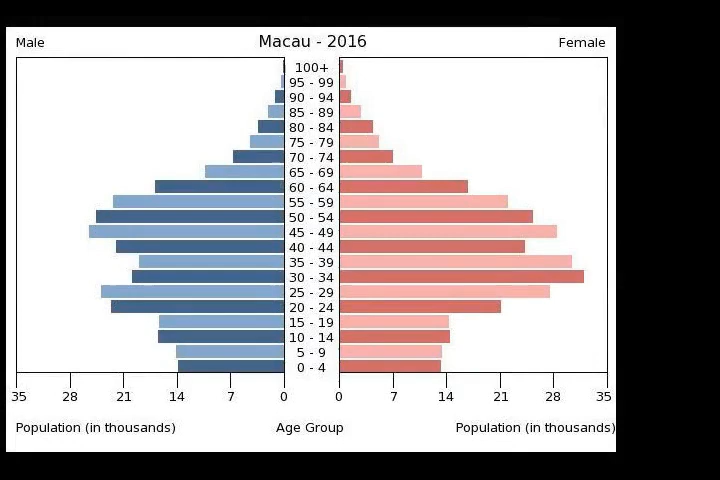 Male Macau - 2016 Female
100+
95 - 99
90 - 94
85 - 89
80 - 84
75 - 79
70 - 74
65 - 69
60 - 64
55 - 59
50 - 54
45 - 49
40 - 44
35 - 39
30 - 34
25 - 29
20 - 24
15 - 19
10 - 14
5 - 9
0 - 4
35 28 21 14 7 0 0 7 14 21 28 35
Population (in thousands) Age Group Population (in thousands)